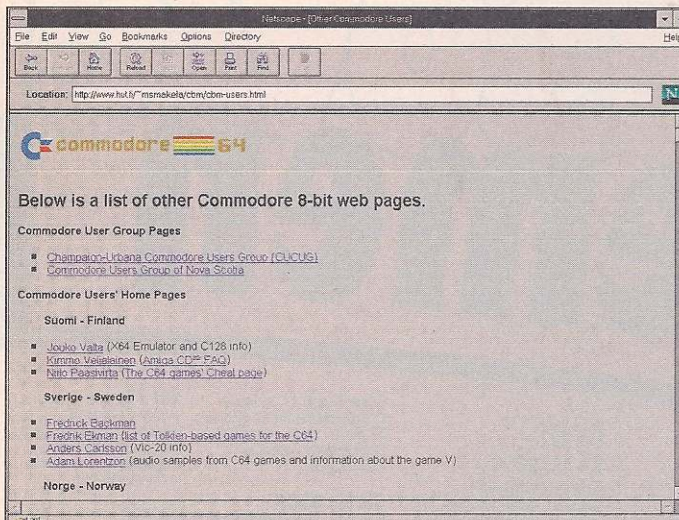 Netscape - [Other Commodore Users]
File Edit View Go Bookmarks Options Directory Help
Back Home Reload Open Print Find
Location: http://www.hut.fi/~msmakela/cbm/cbm-users.html
N
commodore 64
Below is a list of other Commodore 8-bit web pages.
Commodore User Group Pages
Champaign-Urbana Commodore Users Group (CUCUG)
Commodore Users Group of Nova Scotia
Commodore Users' Home Pages
Suomi - Finland
Jouko Valta (X64 Emulator and C128 info)
Kimmo Veijalainen (Amiga CD³² FAQ)
Niilo Paasivirta (The C64 games' Cheat page)
Sverige - Sweden
Fredrick Backman
Fredrik Ekman (list of Tolkien-based games for the C64)
Anders Carlsson (Vic-20 info)
Adam Lorentzon (audio samples from C64 games and information about the game V)
Norge - Norway